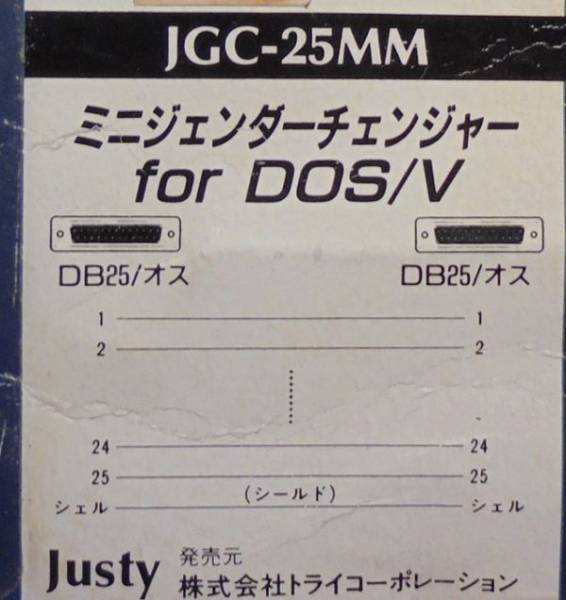 JGC-25MM
ミニジェンダーチェンジャー
for DOS/V
DB25/オス DB25/オス
1 1
2 2
24 24
25 25
(シールド)
シェル シェル
Justy 発売元
株式会社トライコーポレーション